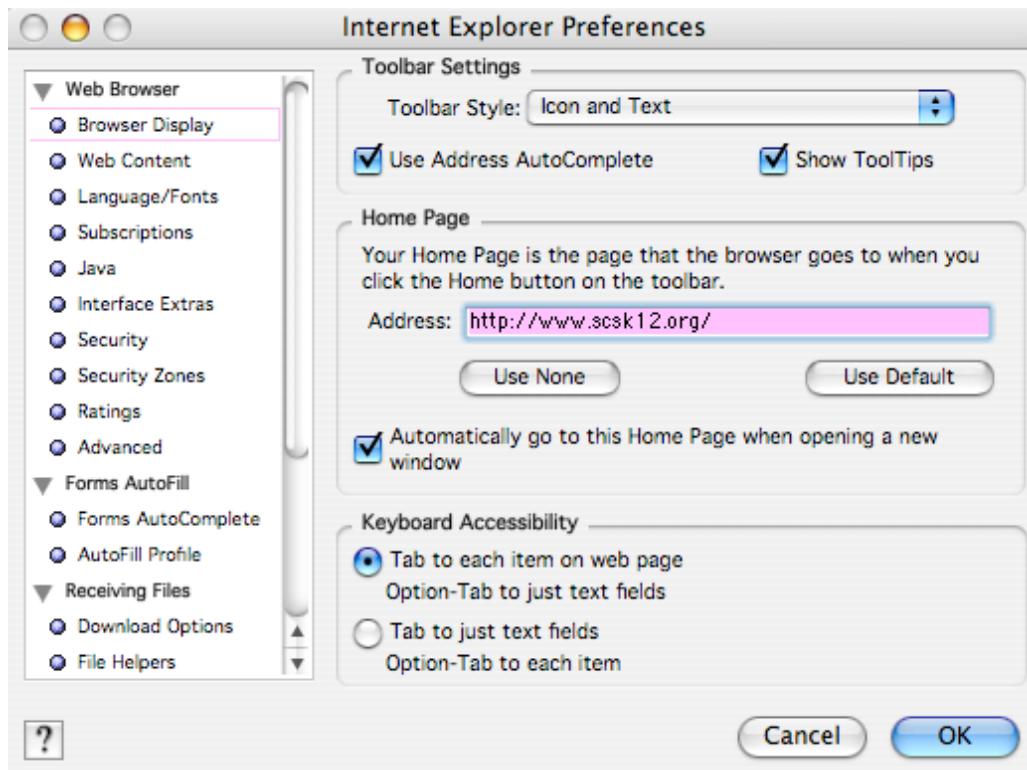 Internet Explorer Preferences
Web Browser
Browser Display
Web Content
Language/Fonts
Subscriptions
Java
Interface Extras
Security
Security Zones
Ratings
Advanced
Forms AutoFill
Forms AutoComplete
AutoFill Profile
Receiving Files
Download Options
File Helpers
Toolbar Settings
Toolbar Style: Icon and Text
Use Address AutoComplete Show ToolTips
Home Page
Your Home Page is the page that the browser goes to when you
click the Home button on the toolbar.
Address: http://www.scsk12.org/
Use None Use Default
Automatically go to this Home Page when opening a new
window
Keyboard Accessibility
Tab to each item on web page
Option-Tab to just text fields
Tab to just text fields
Option-Tab to each item
? Cancel OK